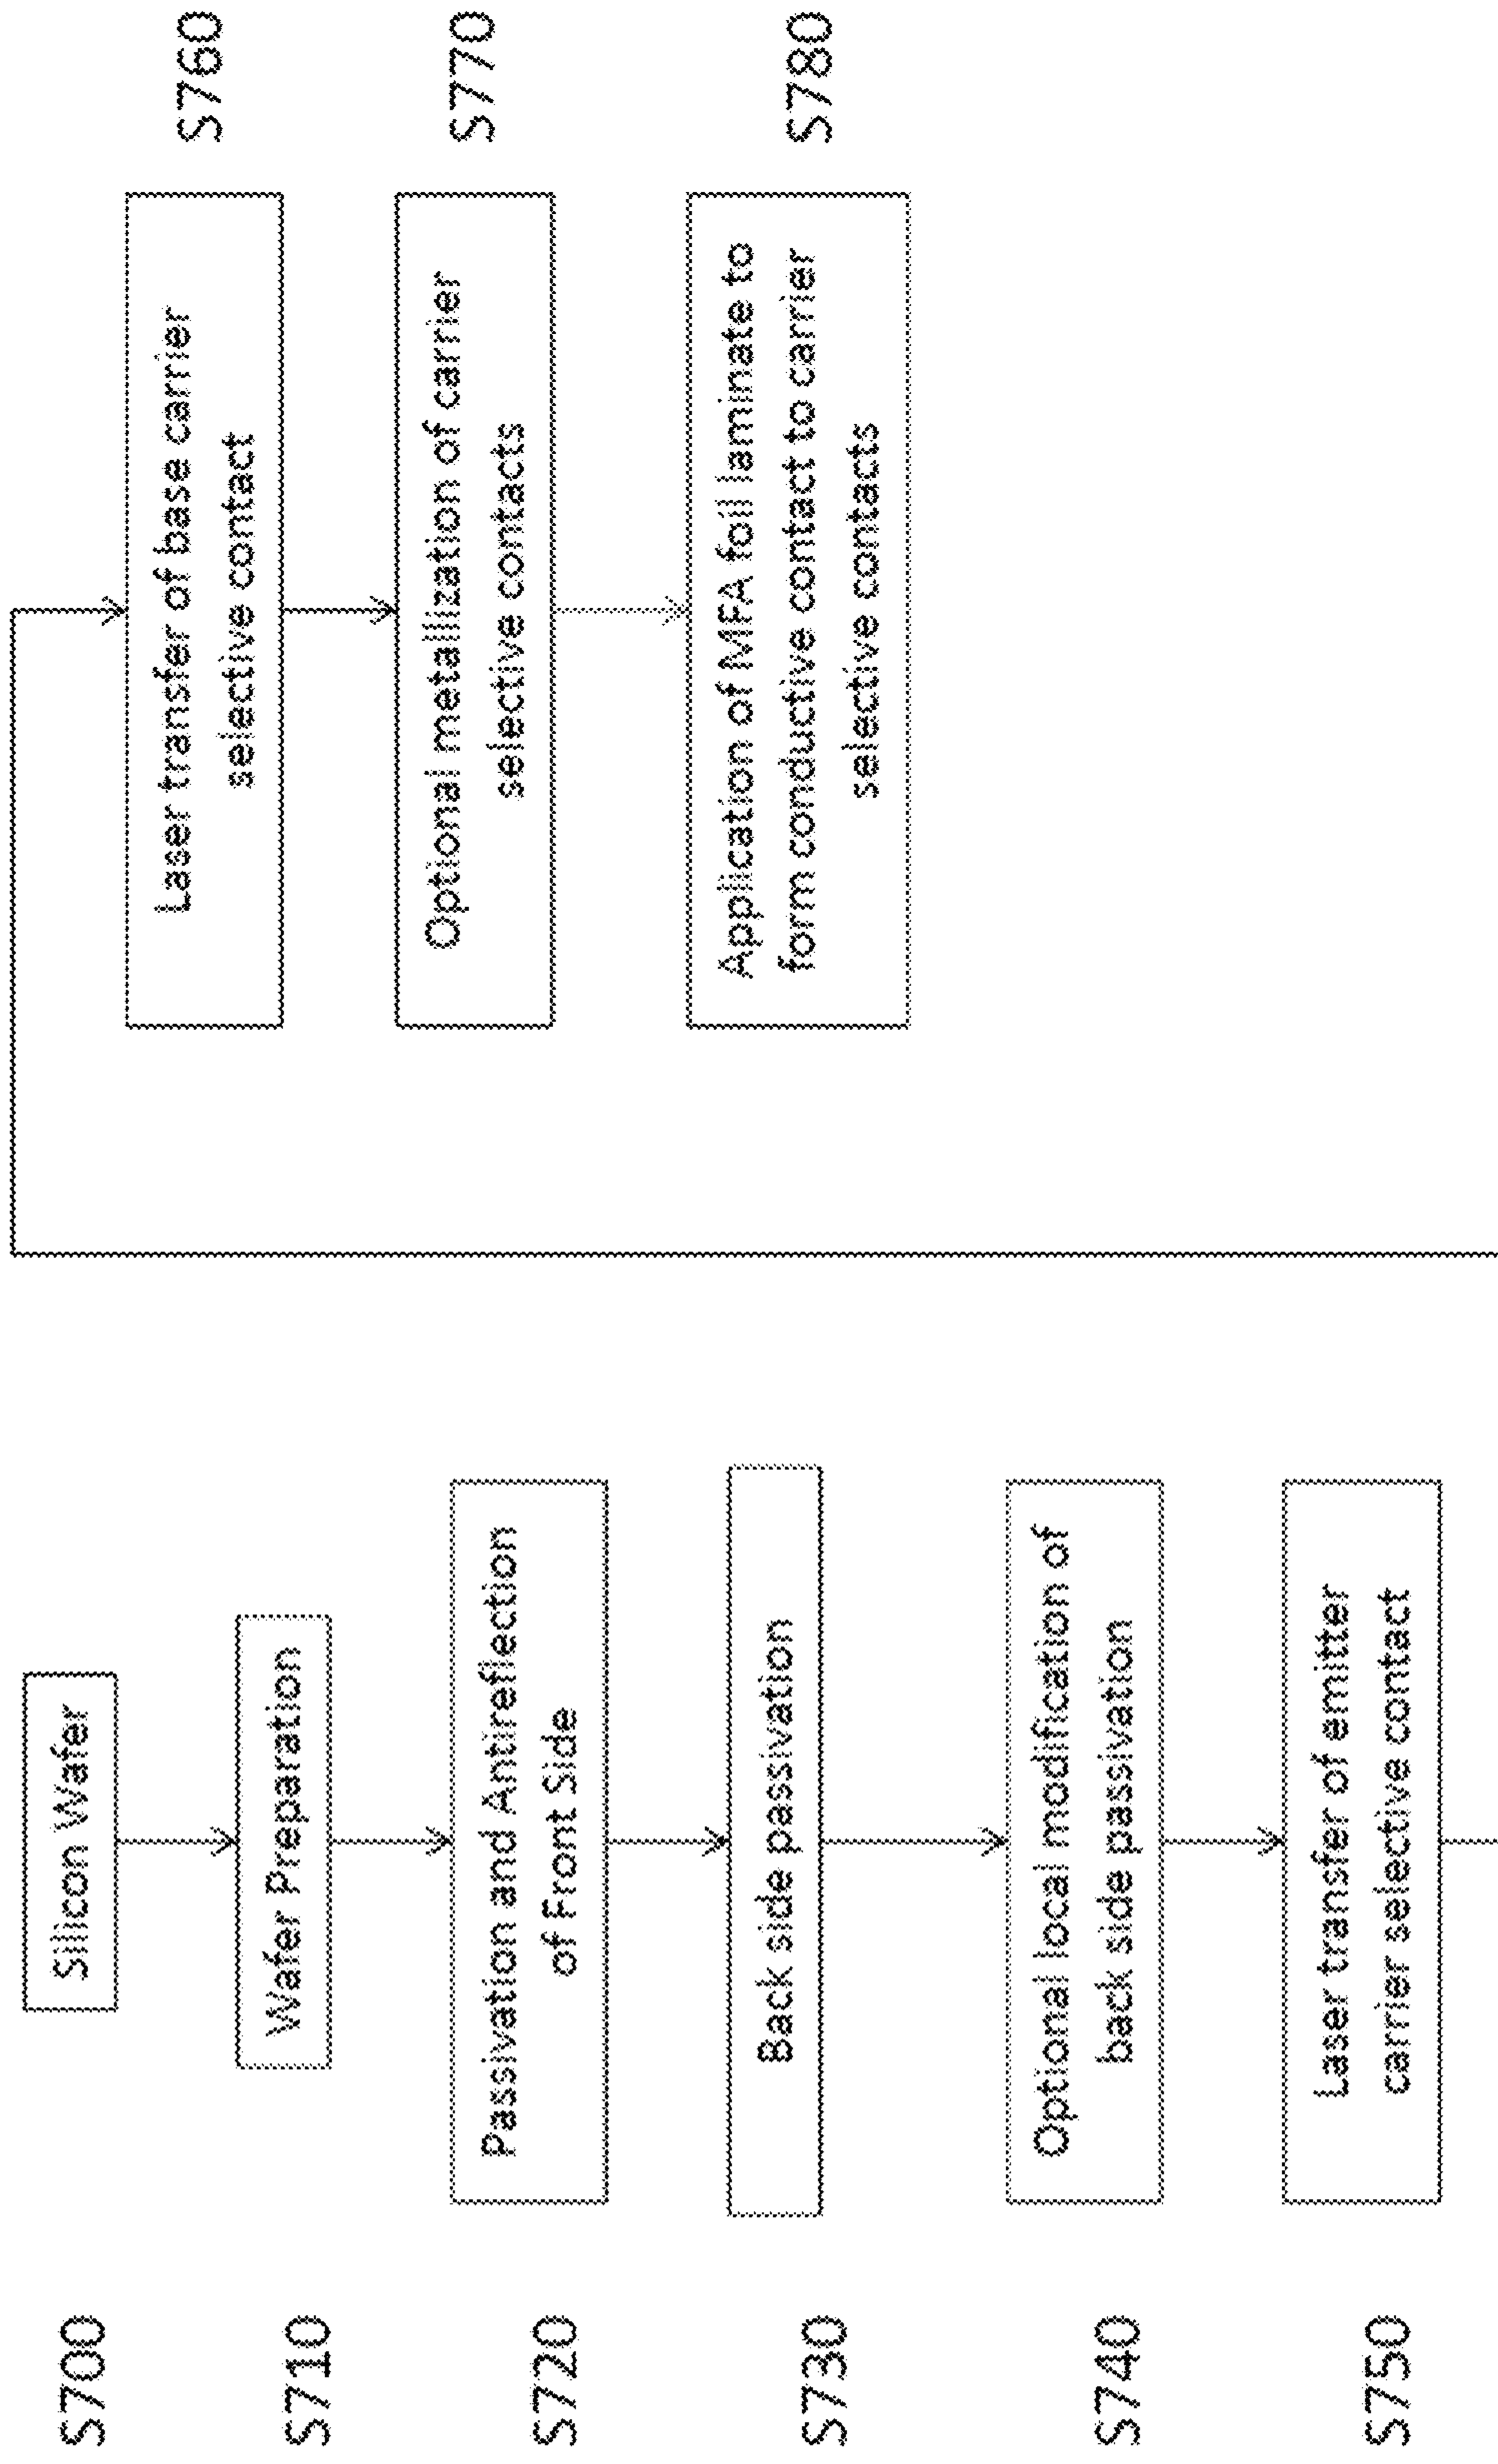 S700
Silicon Wafer
S710
Wafer Preparation
S720
Passivation and Antireflection
of Front Side
S730
Back side passivation
S740
Optional local modification of
back side passivation
S750
Laser transfer of emitter
carrier selective contact
Laser transfer of base carrier
selective contact
S760
Optional metallization of carrier
selective contacts
S770
Application of MFA foil laminate to
form conductive contact to carrier
selective contacts
S780